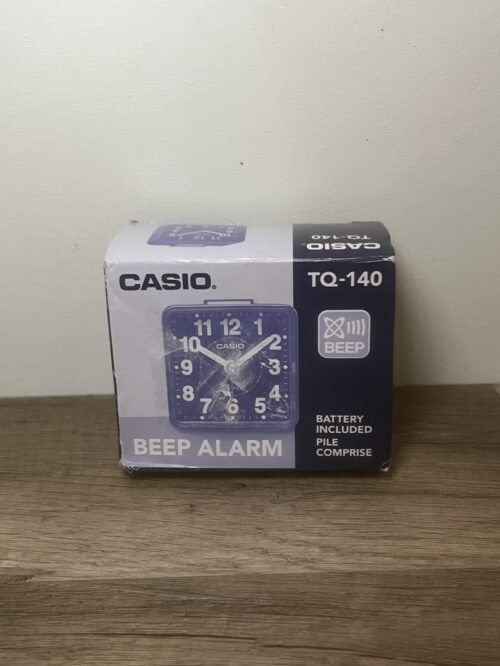 TQ-140
CASIO®
CASIO®
TQ-140
11 12 1
10 CASIO 2
9 3
8 4
7 6 5
BEEP
BEEP ALARM
BATTERY
INCLUDED
PILE
COMPRISE